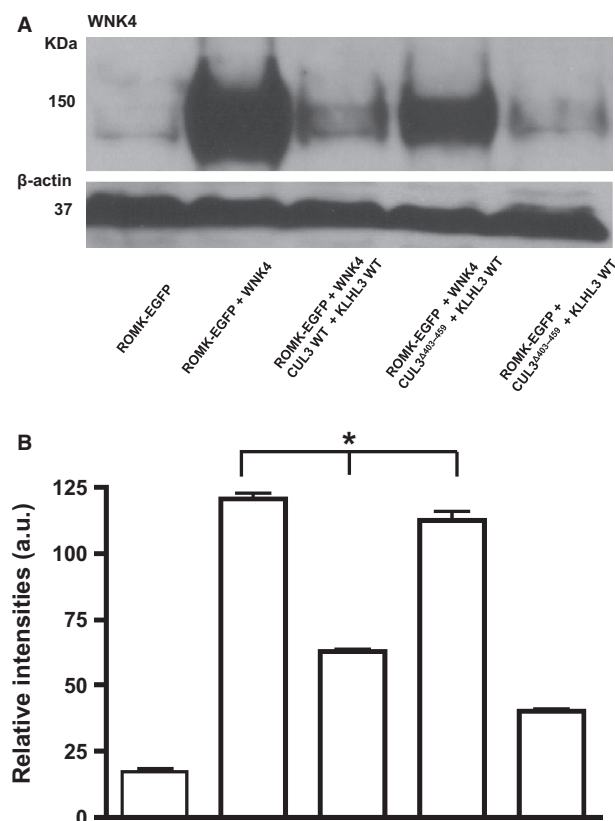 A
WNK4
KDa
150
β-actin
37
ROMK-EGFP
ROMK-EGFP + WNK4
ROMK-EGFP + WNK4
CUL3 WT + KLHL3 WT
ROMK-EGFP + WNK4
CUL3Δ403–459 + KLHL3 WT
ROMK-EGFP +
CUL3Δ403–459 + KLHL3 WT
B
*
Relative intensities (a.u.)
125
100
75
50
25
0